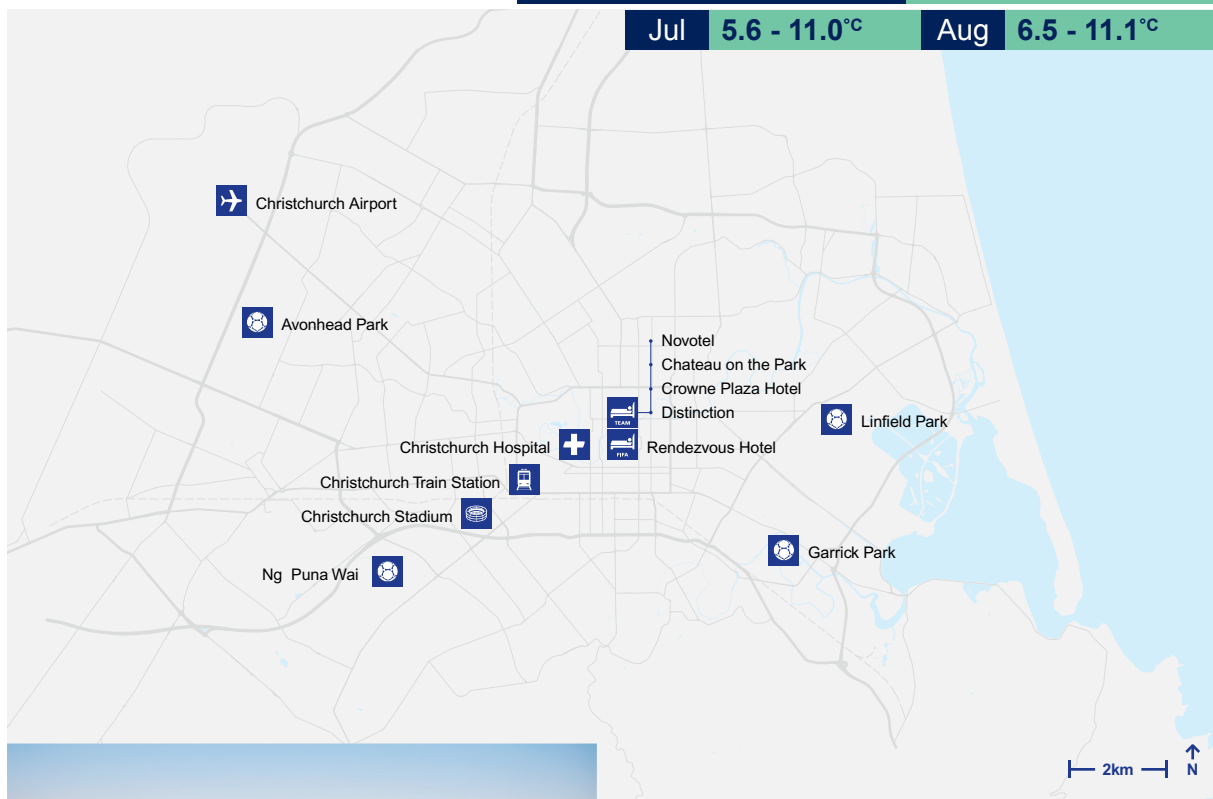 Jul 5.6 - 11.0°C Aug 6.5 - 11.1°C
Christchurch Airport
Avonhead Park
Novotel
Chateau on the Park
Crowne Plaza Hotel
TEAM Distinction
Linfield Park
Christchurch Hospital
FIFA Rendezvous Hotel
Christchurch Train Station
Christchurch Stadium
Garrick Park
Ng Puna Wai
2km
N